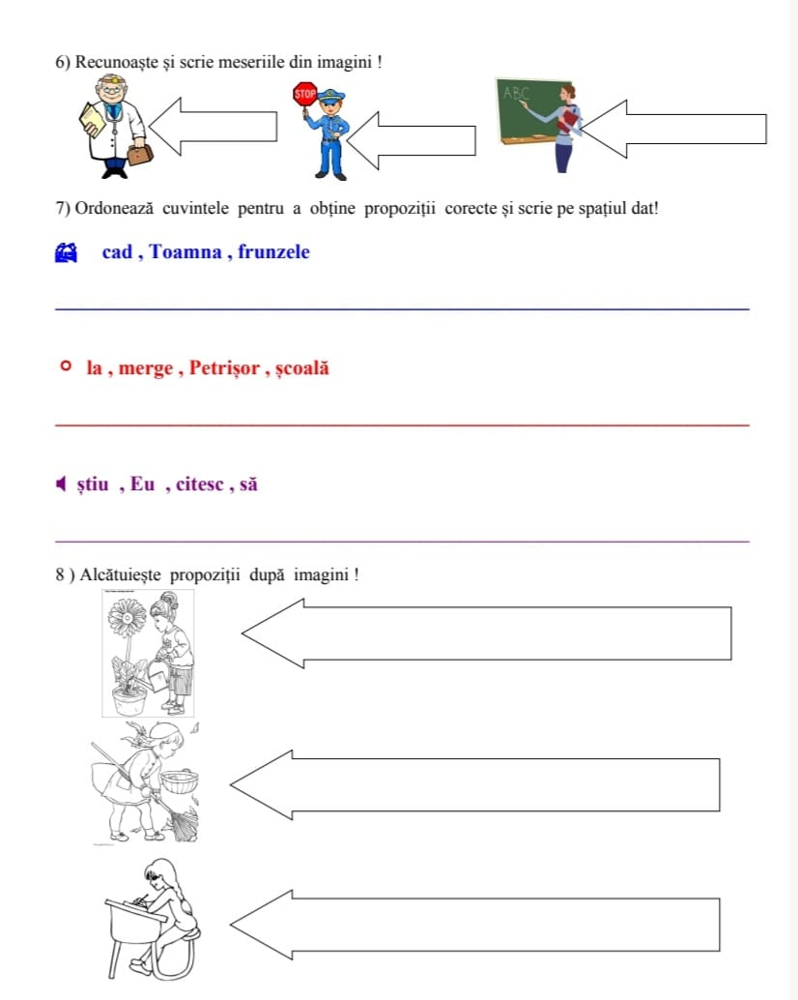 6) Recunoaște și scrie meseriile din imagini !
STOP
ABC
7) Ordonează cuvintele pentru a obține propoziții corecte și scrie pe spațiul dat!
cad , Toamna , frunzele
la , merge , Petrișor , școală
știu , Eu , citesc , să
8 ) Alcătuiește propoziții după imagini !